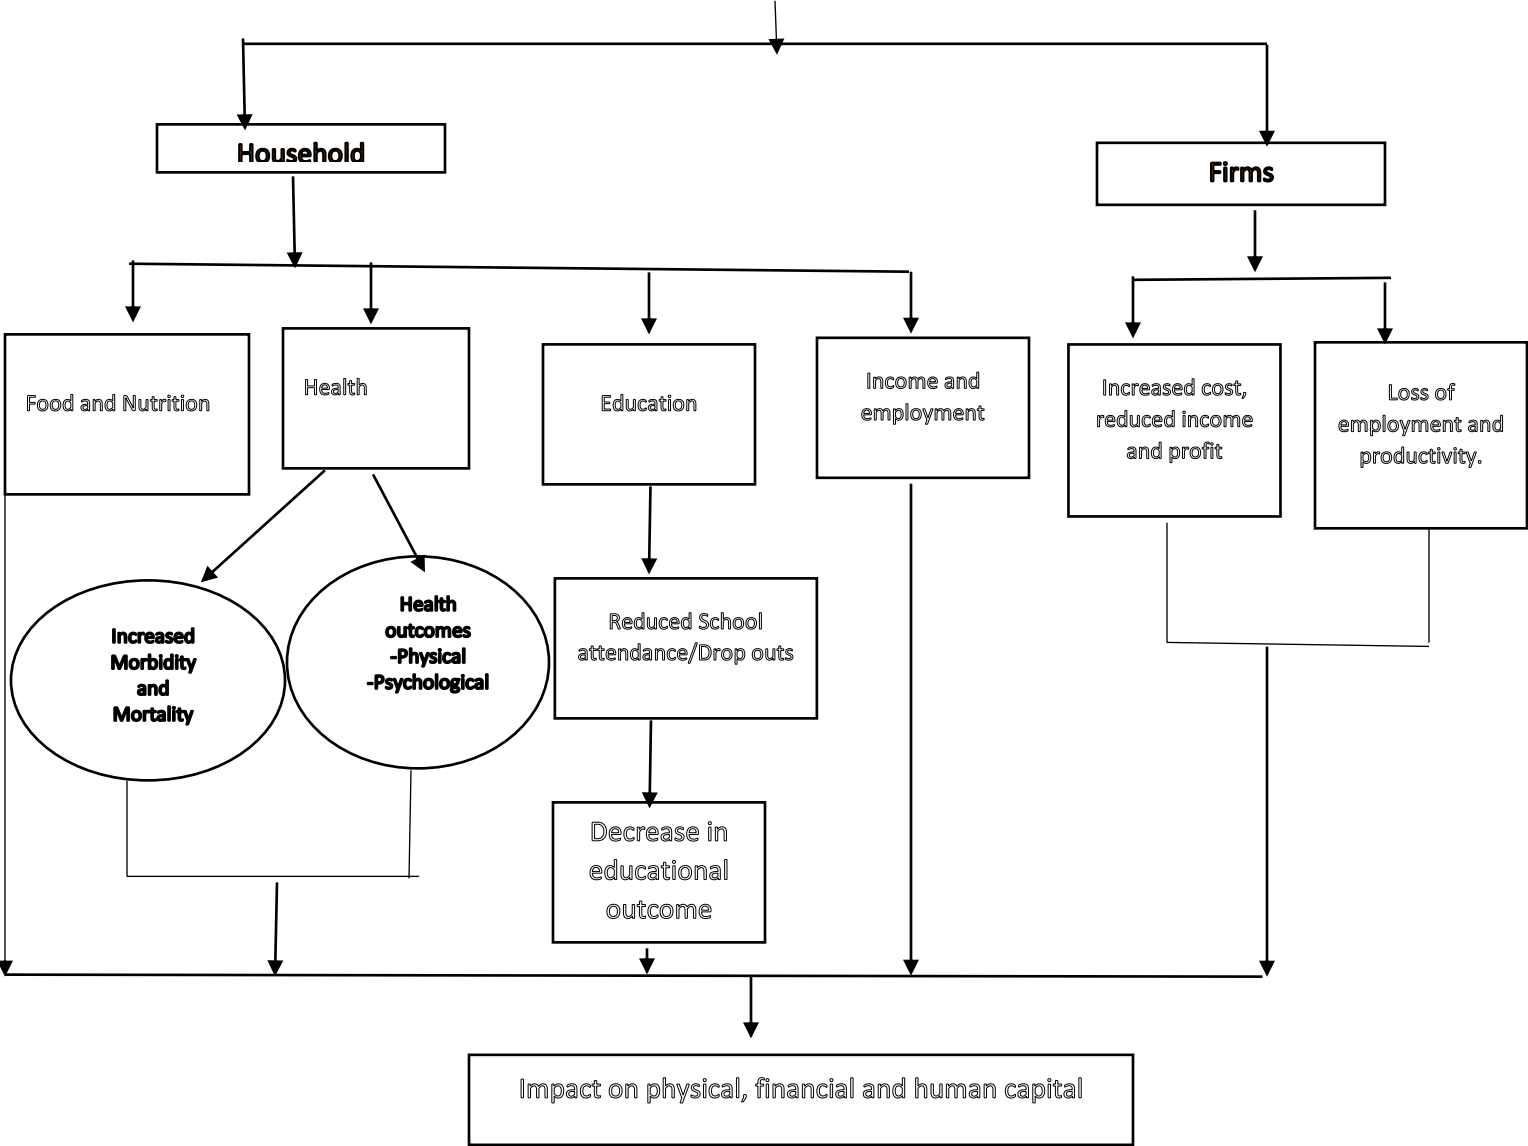 Household
Firms
Food and Nutrition
Health
Education
Income and
employment
Increased cost,
reduced income
and profit
Loss of
employment and
productivity.
Increased
Morbidity
and
Mortality
Health
outcomes
-Physical
-Psychological
Reduced School
attendance/Drop outs
Decrease in
educational
outcome
Impact on physical, financial and human capital